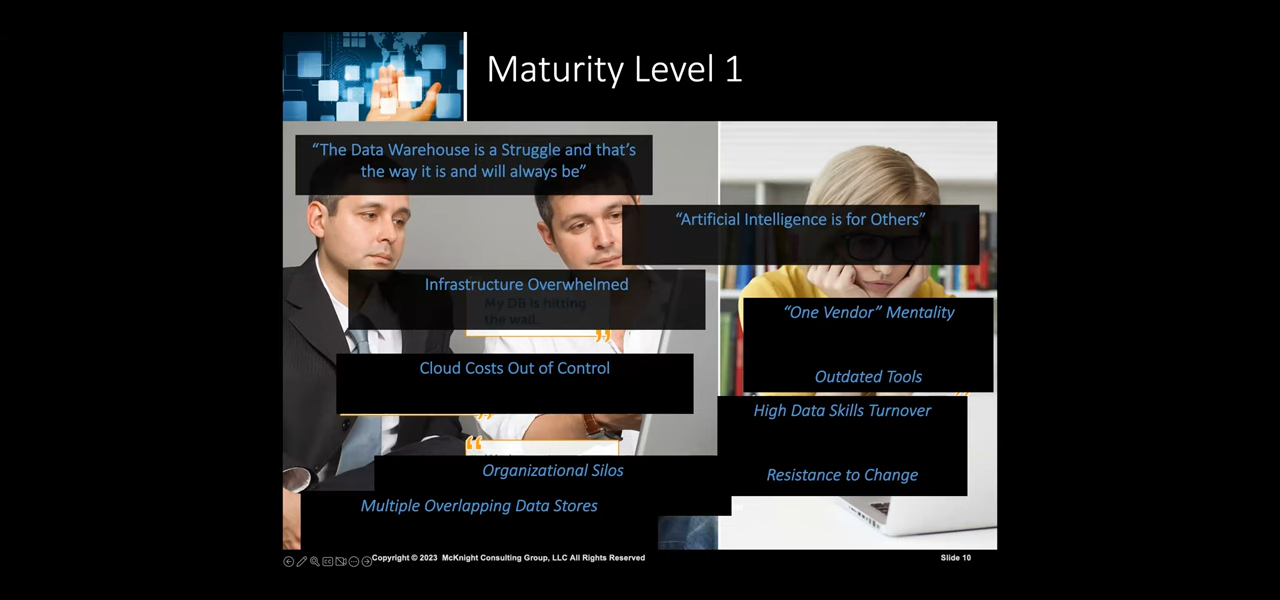 Maturity Level 1
“The Data Warehouse is a Struggle and that’s
the way it is and will always be”
“Artificial Intelligence is for Others”
Infrastructure Overwhelmed
My DB is hitting
the wall.
“One Vendor” Mentality
Cloud Costs Out of Control
Outdated Tools
High Data Skills Turnover
Organizational Silos
Resistance to Change
Multiple Overlapping Data Stores
Copyright © 2023 McKnight Consulting Group, LLC All Rights Reserved
Slide 10